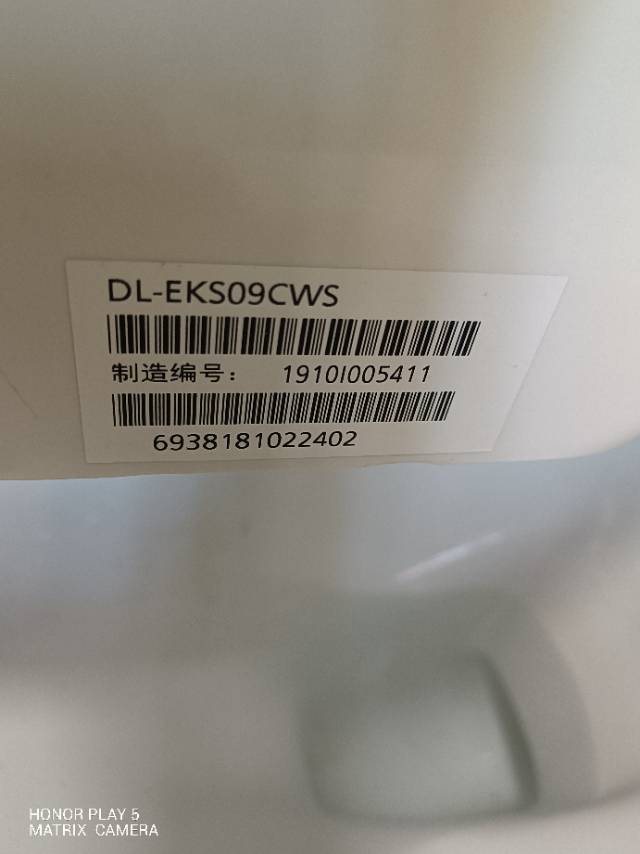 DL-EKS09CWS
制造编号： 1910I005411
6938181022402
HONOR PLAY 5
MATRIX CAMERA